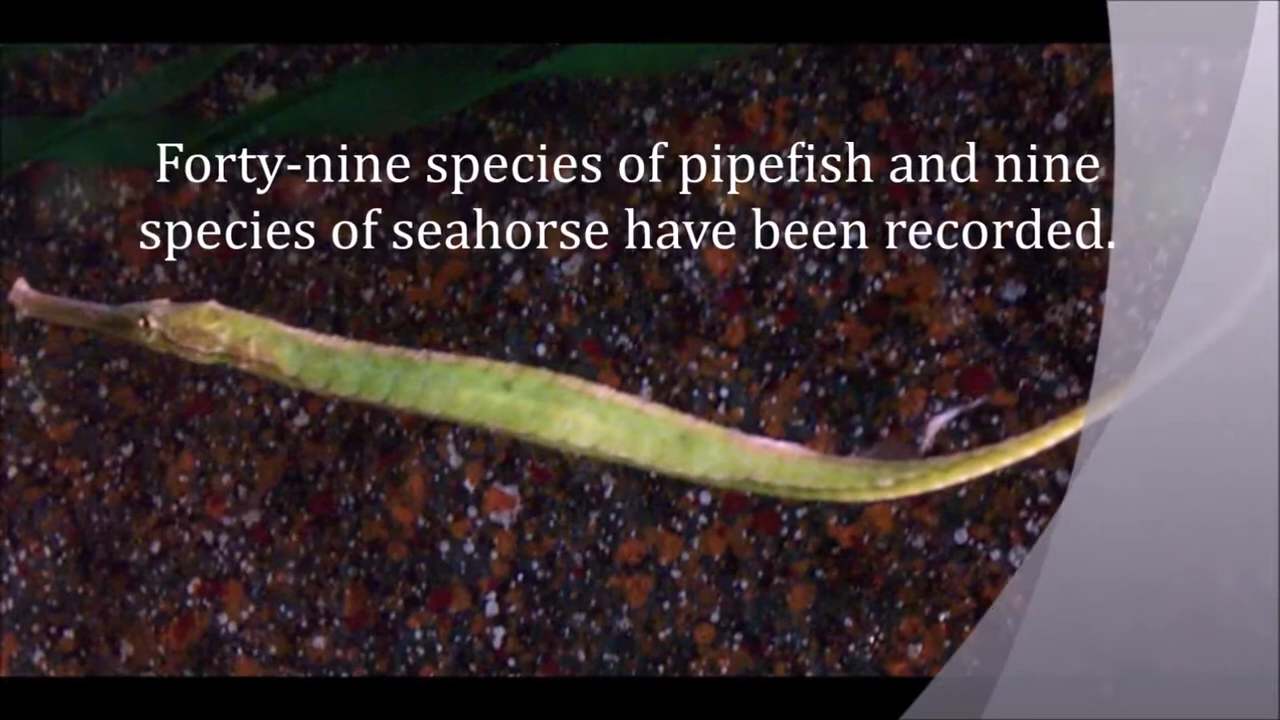 Forty-nine species of pipefish and nine
species of seahorse have been recorded.